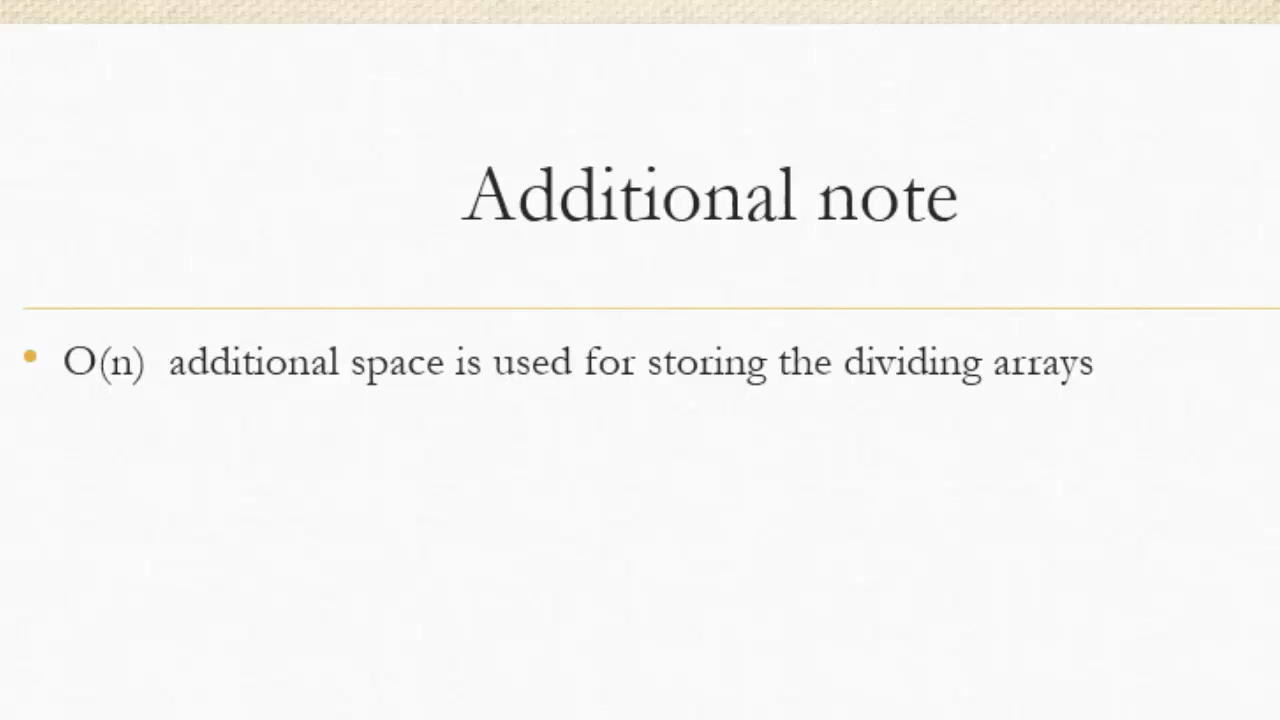 Additional note
• O(n)  additional space is used for storing the dividing arrays